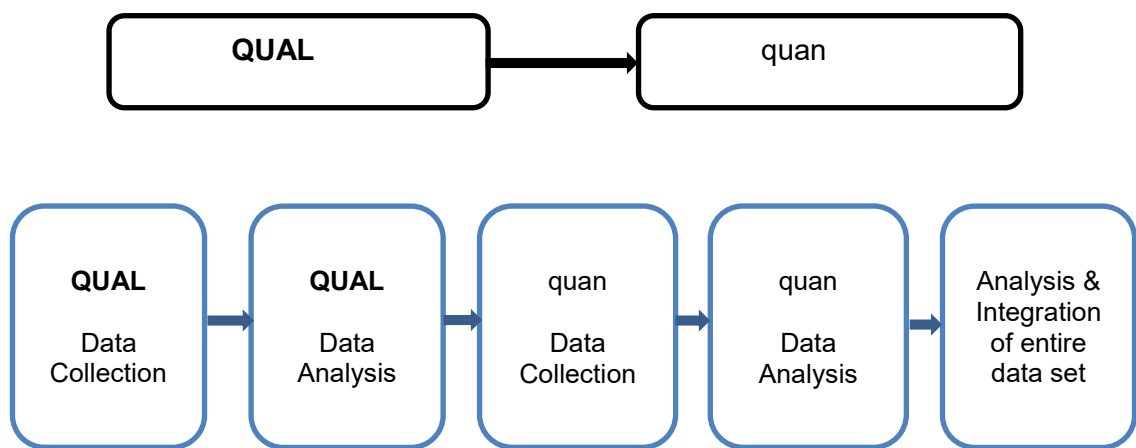 QUAL
quan
QUAL
Data
Collection
QUAL
Data
Analysis
quan
Data
Collection
quan
Data
Analysis
Analysis &
Integration
of entire
data set